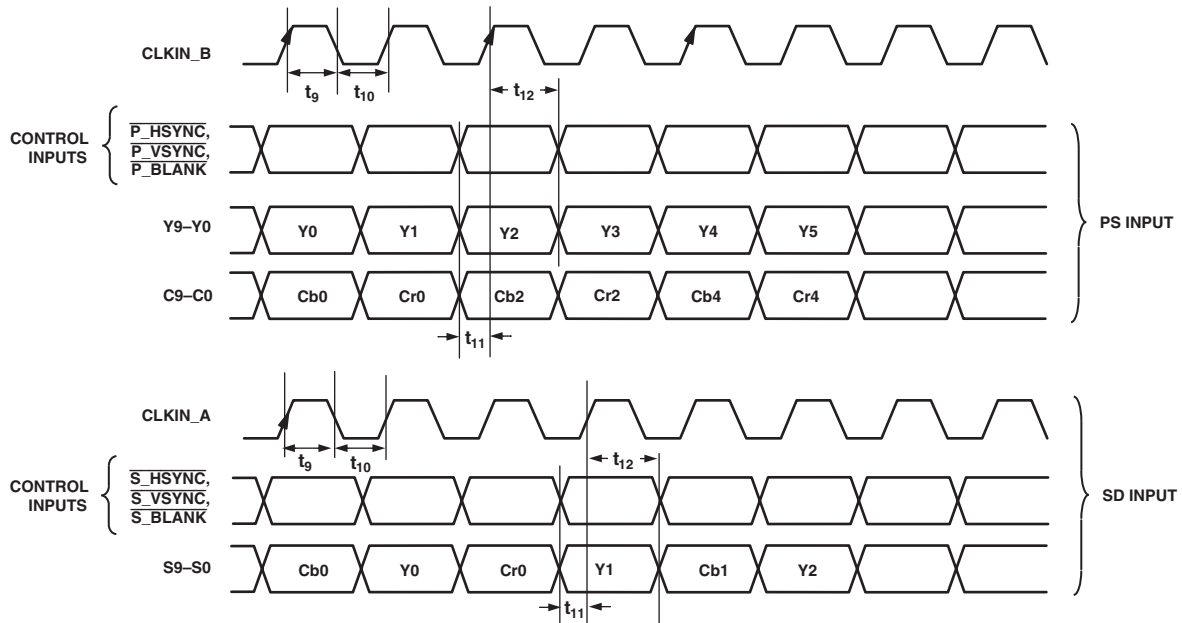 CLKIN_B
t9 t10 t12
CONTROL INPUTS
P_HSYNC,
P_VSYNC,
P_BLANK
Y9–Y0 Y0 Y1 Y2 Y3 Y4 Y5
PS INPUT
C9–C0 Cb0 Cr0 Cb2 Cr2 Cb4 Cr4
t11
CLKIN_A
t9 t10 t12
CONTROL INPUTS
S_HSYNC,
S_VSYNC,
S_BLANK
SD INPUT
S9–S0 Cb0 Y0 Cr0 Y1 Cb1 Y2
t11